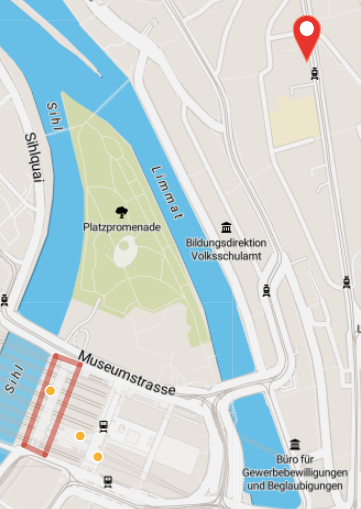 Sihl
Sihlquai
Limmat
Platzpromenade
Bildungsdirektion
Volksschulamt
Museumstrasse
Sihl
Büro für
Gewerbebewilligungen
und Beglaubigungen